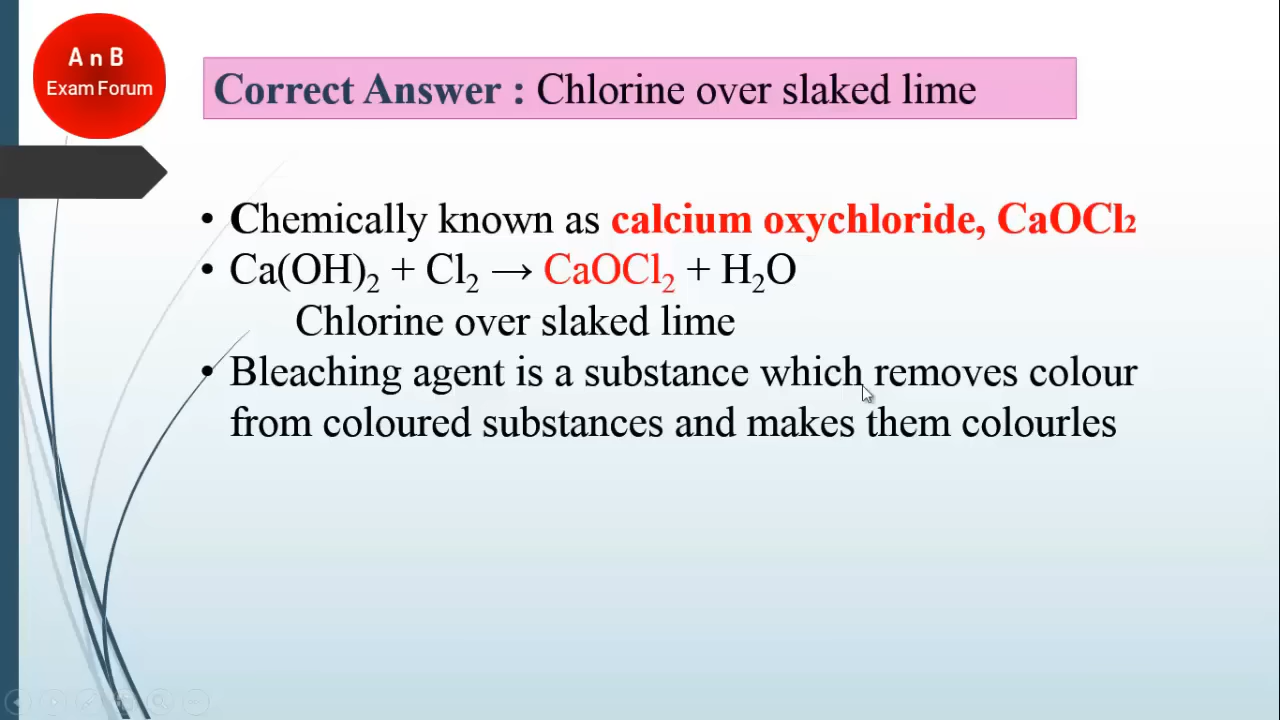 A n B
Exam Forum
Correct Answer : Chlorine over slaked lime
• Chemically known as calcium oxychloride, CaOCl₂
• Ca(OH)₂ + Cl₂ → CaOCl₂ + H₂O
Chlorine over slaked lime
• Bleaching agent is a substance which removes colour
from coloured substances and makes them colourles